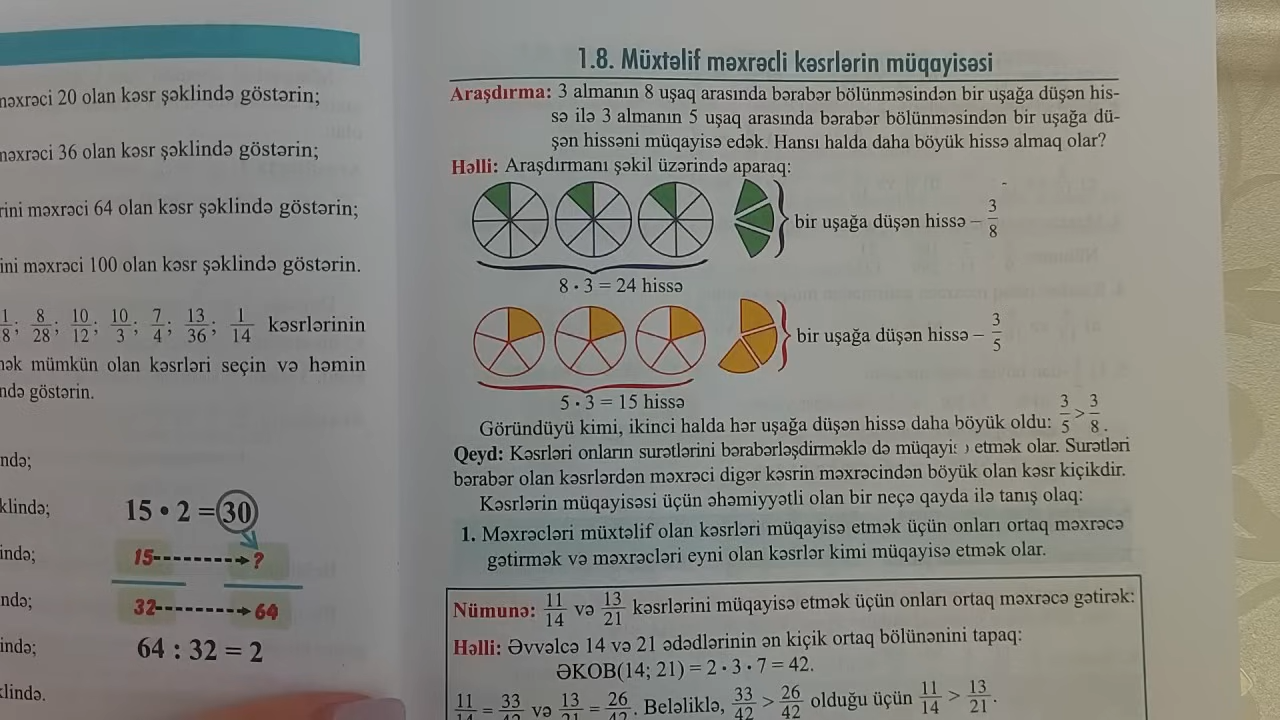 məxrəci 20 olan kəsr şəklində göstərin;
məxrəci 36 olan kəsr şəklində göstərin;
məxrəci 64 olan kəsr şəklində göstərin;
məxrəci 100 olan kəsr şəklində göstərin.
8/28; 10/12; 10/3; 7/4; 13/36; 1/14 kəsrlərinin
mümkün olan kəsrləri seçin və həmin
göstərin.
15 • 2 = 30
15 ?
32 64
64 : 32 = 2
1.8. Müxtəlif məxrəcli kəsrlərin müqayisəsi
Araşdırma: 3 almanın 8 uşaq arasında bərabər bölünməsindən bir uşağa düşən his-
sə ilə 3 almanın 5 uşaq arasında bərabər bölünməsindən bir uşağa dü-
şən hissəni müqayisə edək. Hansı halda daha böyük hissə almaq olar?
Həlli: Araşdırmanı şəkil üzərində aparaq:
bir uşağa düşən hissə – 3/8
8 · 3 = 24 hissə
bir uşağa düşən hissə – 3/5
5 · 3 = 15 hissə
Göründüyü kimi, ikinci halda hər uşağa düşən hissə daha böyük oldu: 3/5 > 3/8.
Qeyd: Kəsrləri onların surətlərini bərabərləşdirməklə də etmək olar. Surətləri
bərabər olan kəsrlərdən məxrəci digər kəsrin məxrəcindən böyük olan kəsr kiçikdir.
Kəsrlərin müqayisəsi üçün əhəmiyyətli olan bir neçə qayda ilə tanış olaq:
1. Məxrəcləri müxtəlif olan kəsrləri müqayisə etmək üçün onları ortaq məxrəcə
gətirmək və məxrəcləri eyni olan kəsrlər kimi müqayisə etmək olar.
Nümunə: 11/14 və 13/21 kəsrlərini müqayisə etmək üçün onları ortaq məxrəcə gətirək:
Həlli: Əvvəlcə 14 və 21 ədədlərinin ən kiçik ortaq bölünənini tapaq:
ƏKOB(14; 21) = 2 · 3 · 7 = 42.
11/14 = 33/42 və 13/21 = 26/42. Beləliklə, 33/42 > 26/42 olduğu üçün 11/14 > 13/21.